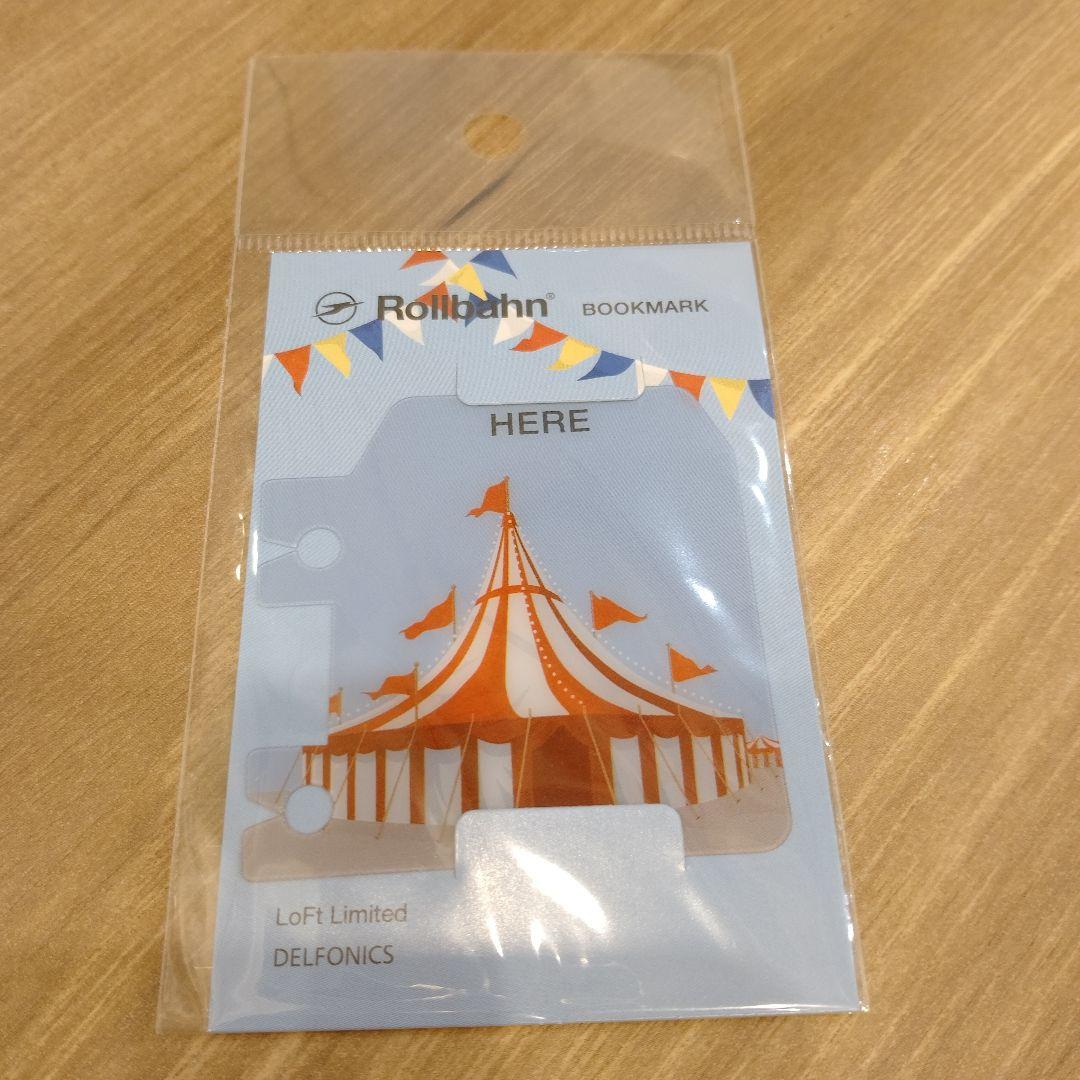 Rollbahn® BOOKMARK
HERE
LoFt Limited
DELFONICS